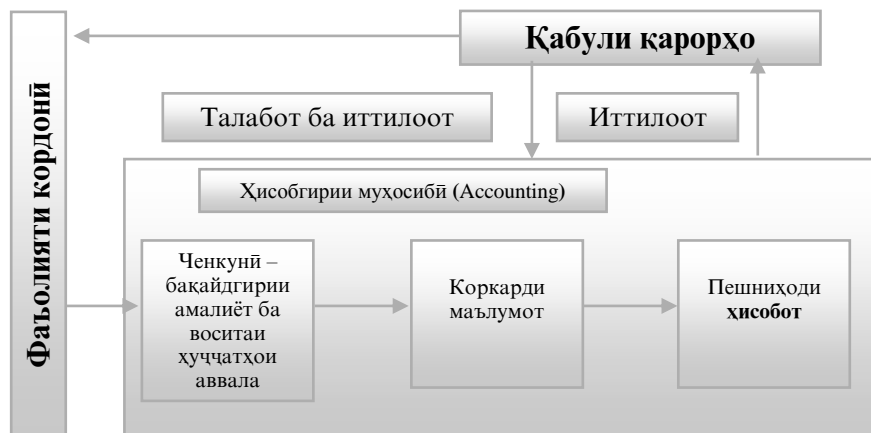 Қабули қарорҳо
Фаъолияти кордонӣ
Талабот ба иттилоот
Иттилоот
Ҳисобгирии муҳосибӣ (Accounting)
Ченкунӣ –
бақайдгирии
амалиёт ба
воситаи
ҳуҷҷатҳои
аввала
Коркарди
маълумот
Пешниҳоди
ҳисобот